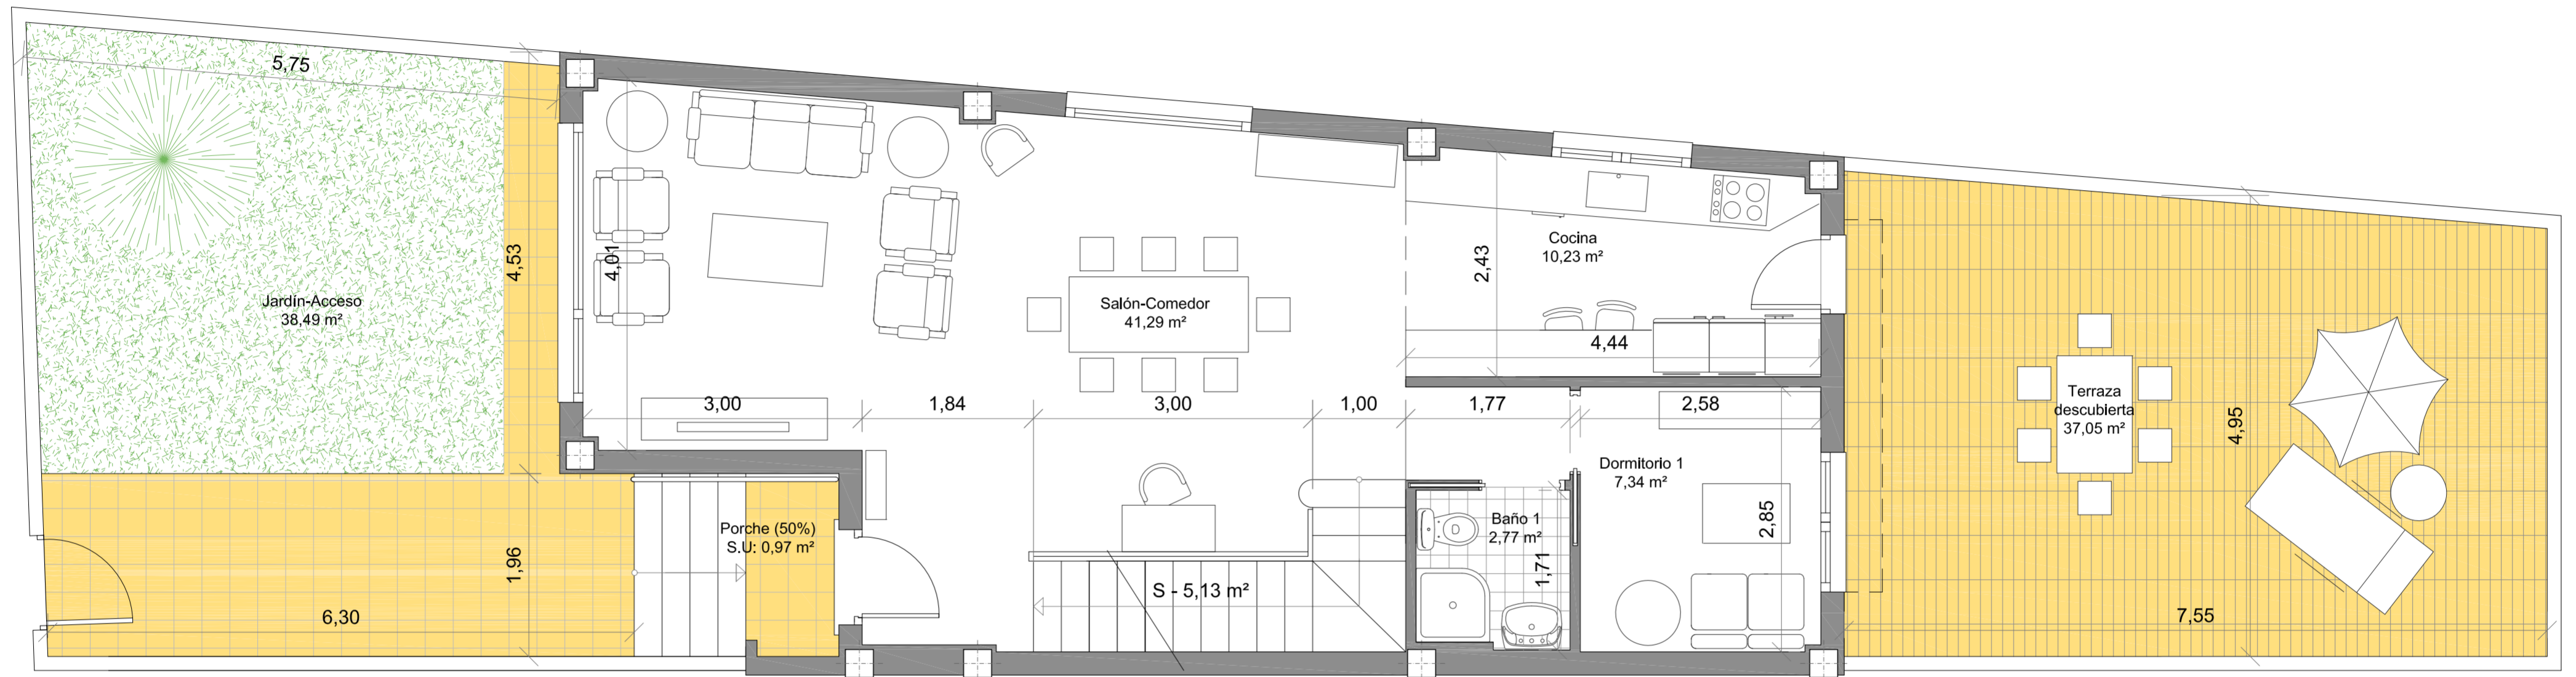 5,75
4,53
4,01
Jardín-Acceso
38,49 m²
Salón-Comedor
41,29 m²
Cocina
10,23 m²
2,43
4,44
3,00
1,84
3,00
1,00
1,77
2,58
Dormitorio 1
7,34 m²
2,85
Baño 1
2,77 m²
1,71
Porche (50%)
S.U: 0,97 m²
1,96
6,30
S - 5,13 m²
Terraza
descubierta
37,05 m²
4,95
7,55